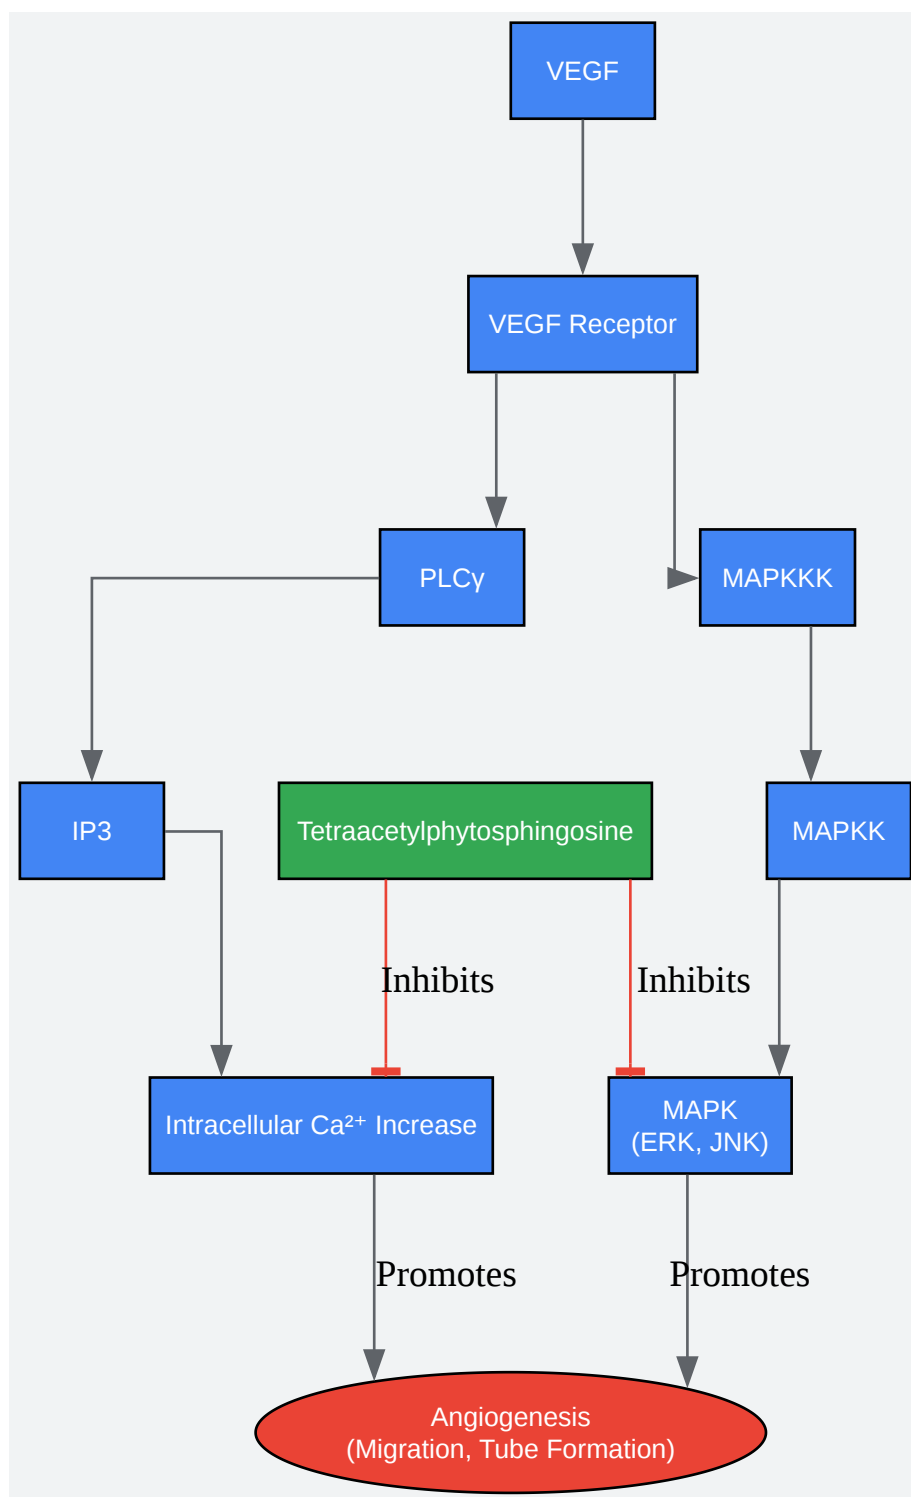 VEGF
VEGF Receptor
PLCγ
MAPKKK
IP3
Tetraacetylphytosphingosine
MAPKK
Inhibits
Inhibits
Intracellular Ca²⁺ Increase
MAPK
(ERK, JNK)
Promotes
Promotes
Angiogenesis
(Migration, Tube Formation)